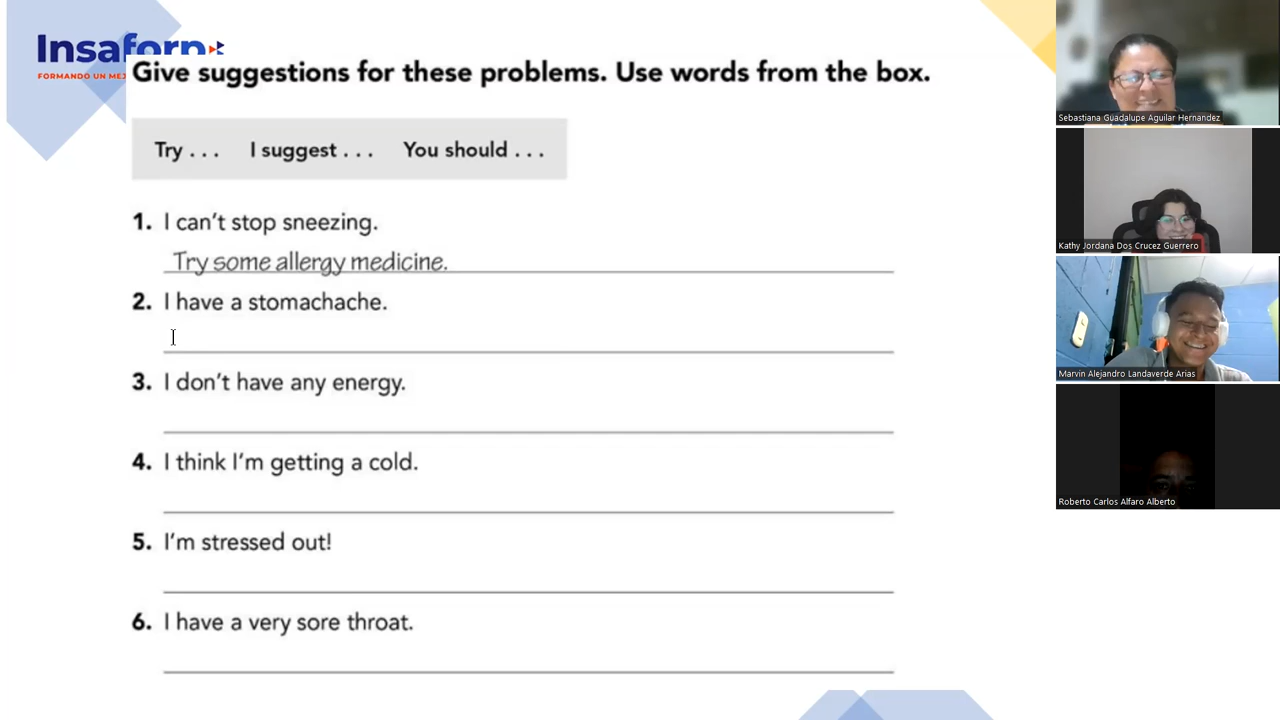 Insaforp
FORMANDO UN MEJ
Give suggestions for these problems. Use words from the box.
Try . . . I suggest . . . You should . . .
1. I can't stop sneezing.
Try some allergy medicine.
2. I have a stomachache.
3. I don't have any energy.
4. I think I'm getting a cold.
5. I'm stressed out!
6. I have a very sore throat.
Sebastiana Guadalupe Aguilar Hernandez
Kathy Jordana Dos Crucez Guerrero
Marvin Alejandro Landaverde Arias
Roberto Carlos Alfaro Alberto